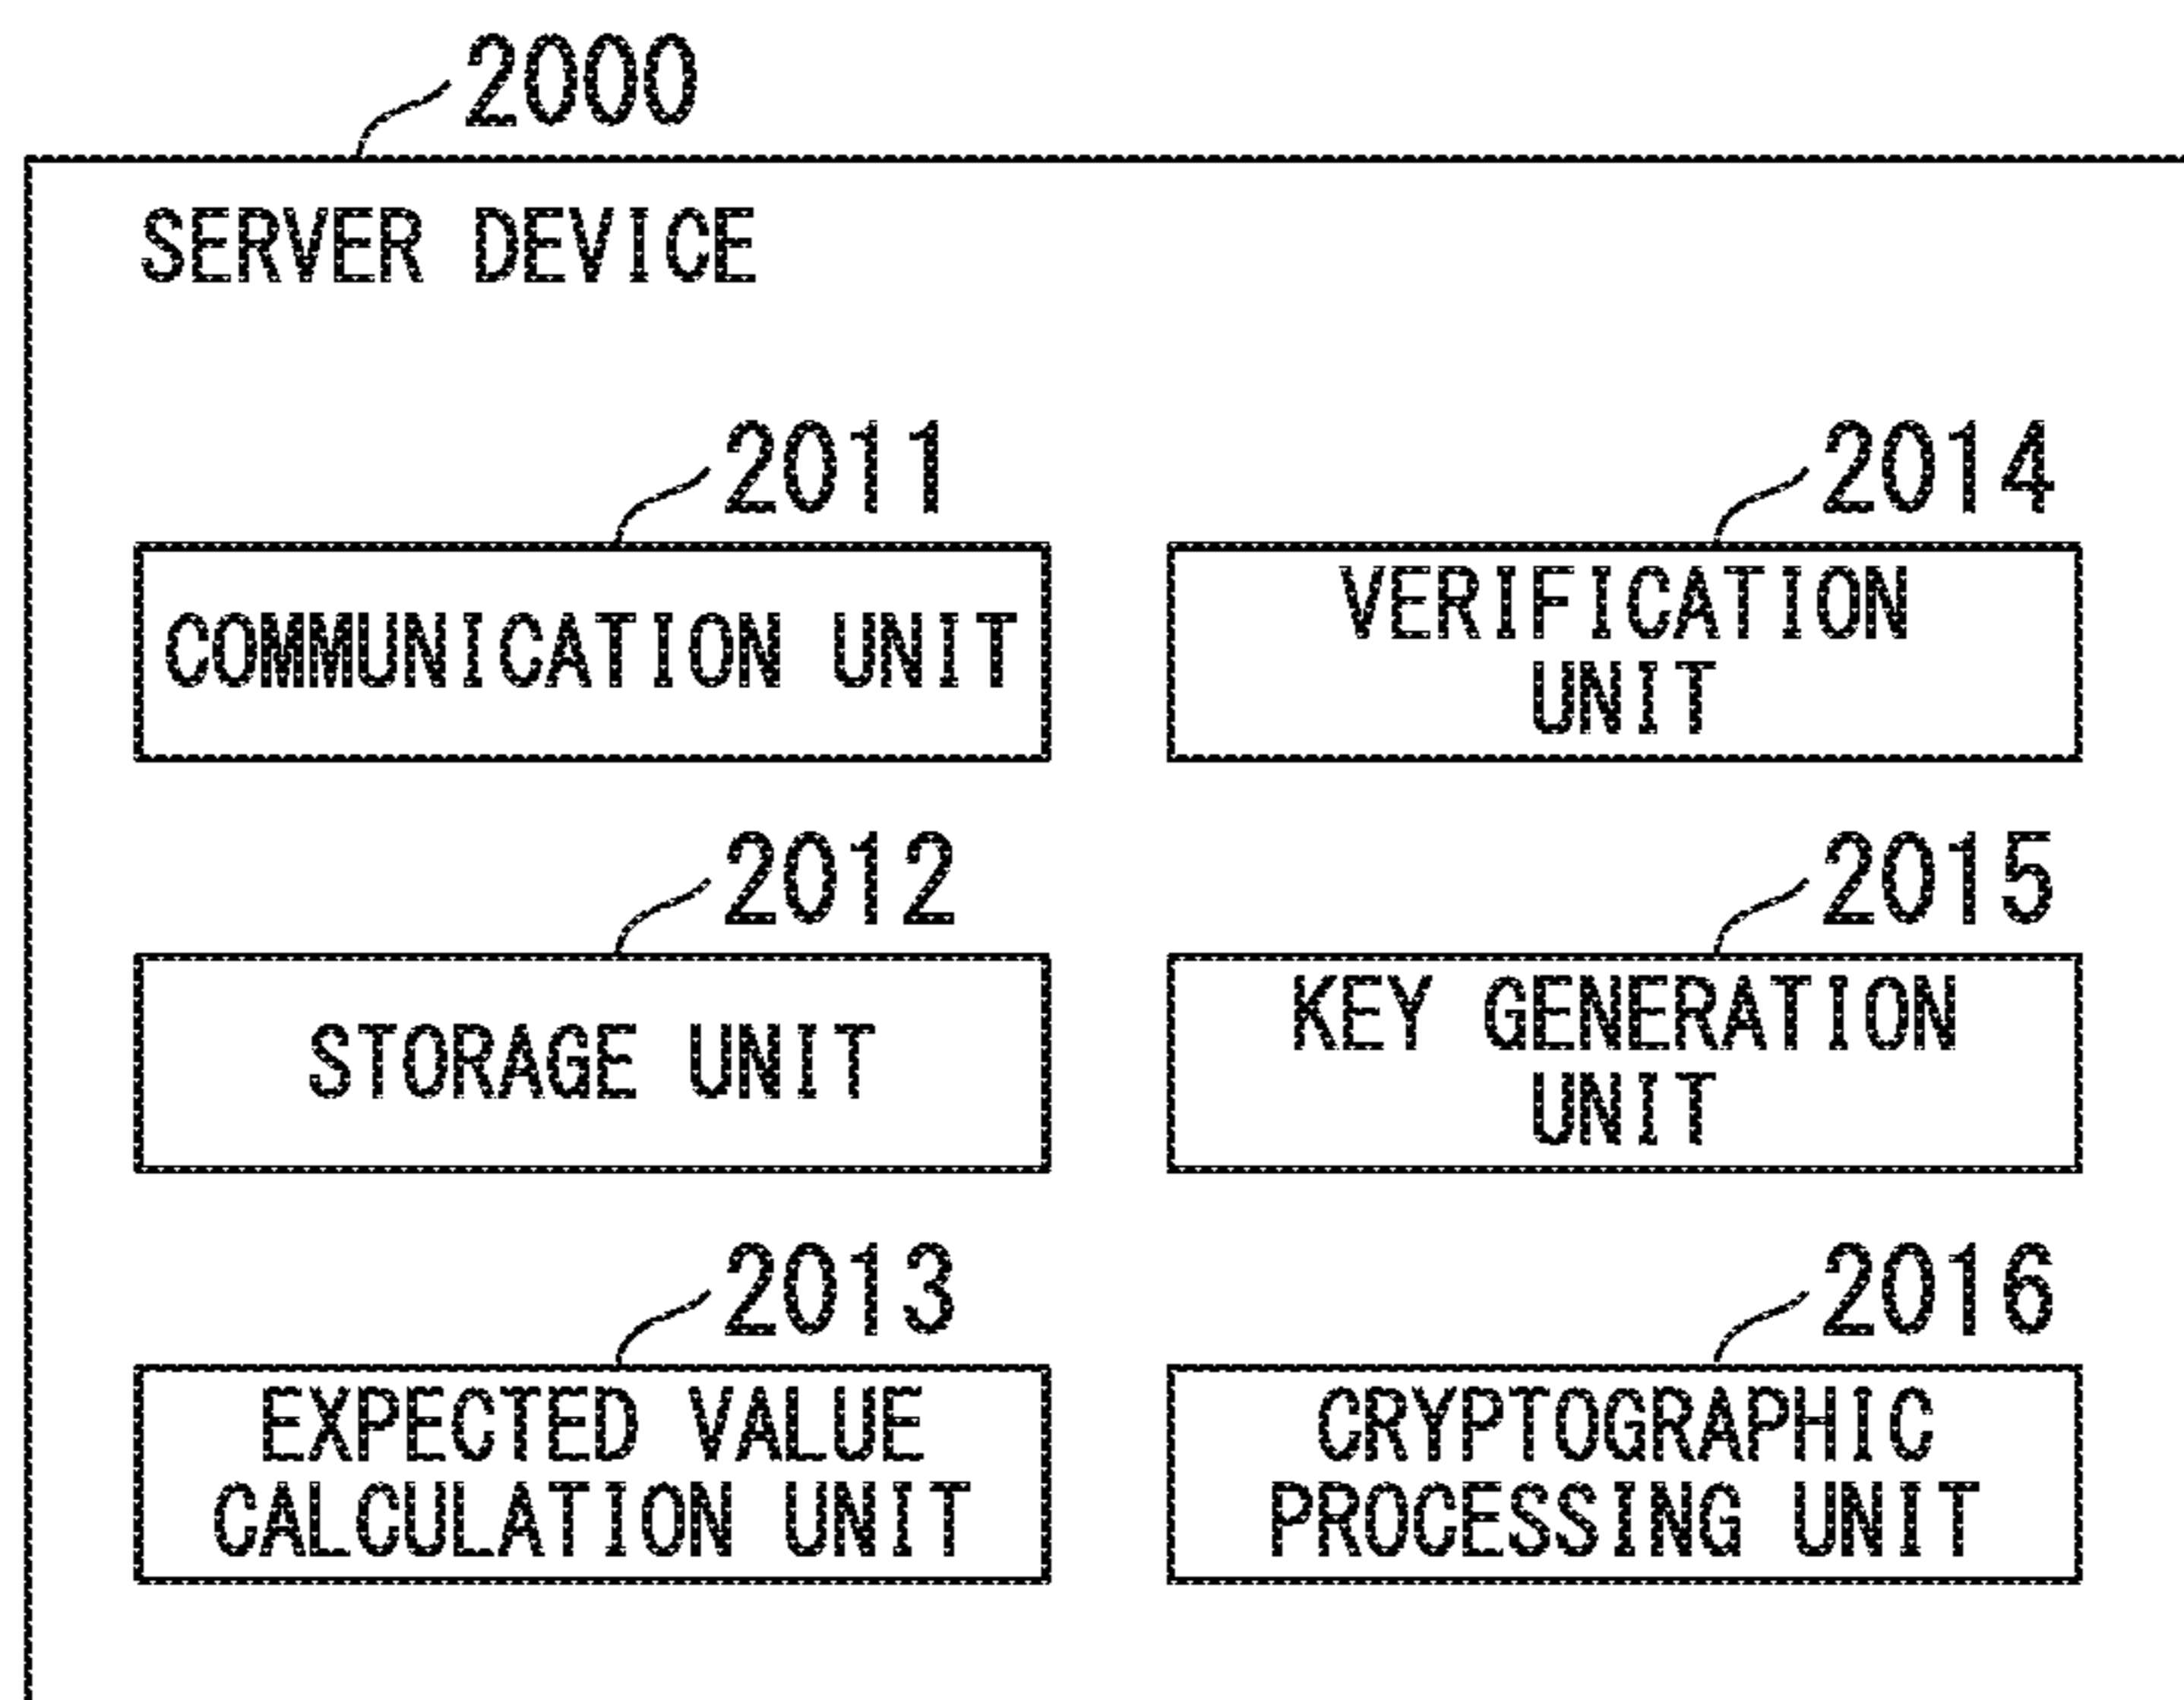 2000
SERVER DEVICE
2011
COMMUNICATION UNIT
2014
VERIFICATION
UNIT
2012
STORAGE UNIT
2015
KEY GENERATION
UNIT
2013
EXPECTED VALUE
CALCULATION UNIT
2016
CRYPTOGRAPHIC
PROCESSING UNIT